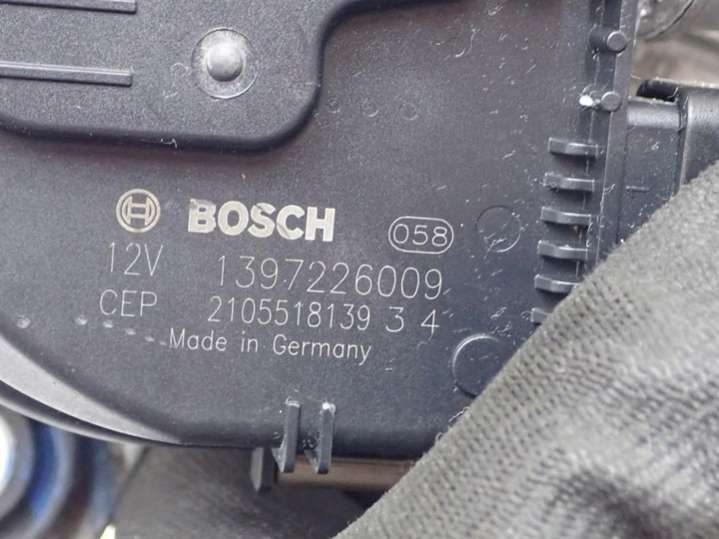 BOSCH 058
12V 1397226009
CEP 2105518139 3 4
Made in Germany